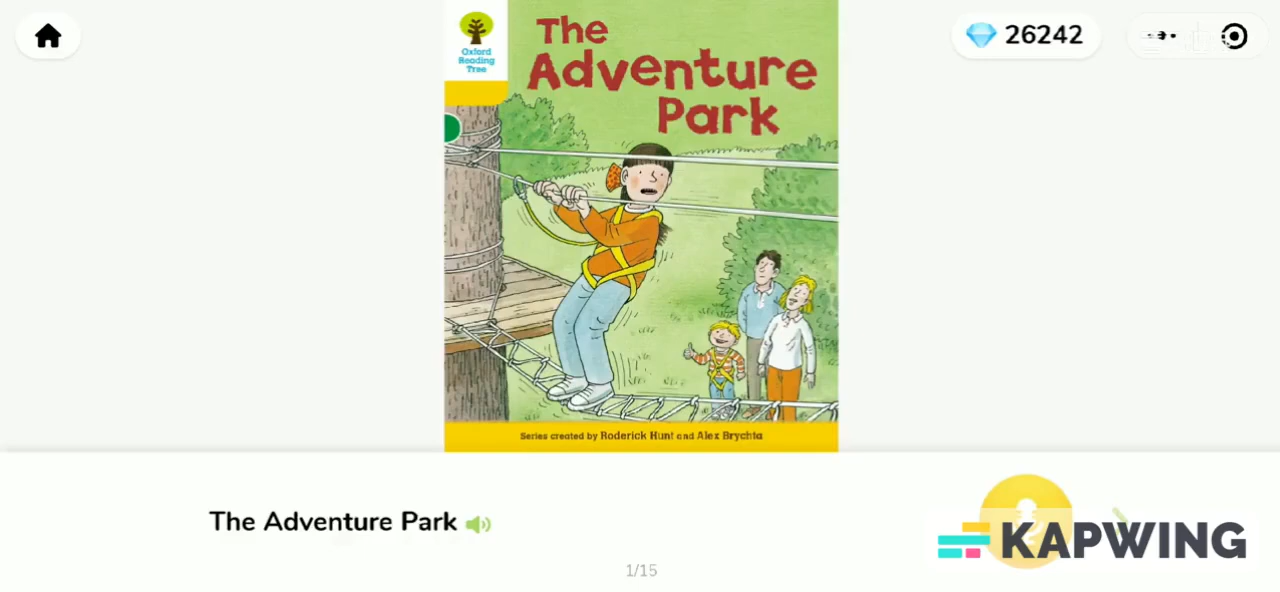 26242
Oxford
Reading
Tree
The
Adventure
Park
Series created by Roderick Hunt and Alex Brychta
The Adventure Park
KAPWING
1/15